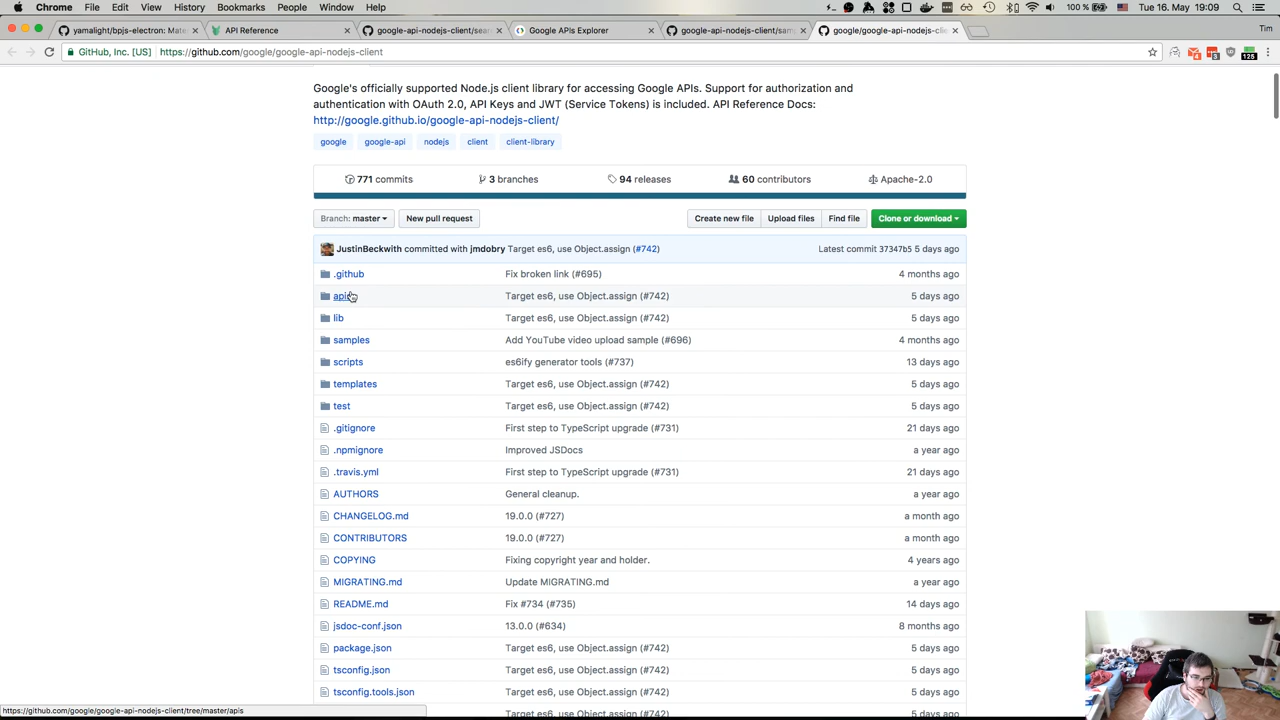 Chrome File Edit View History Bookmarks People Window Help 100 % Tue 16. May 19:09
yamalight/bpjs-electron: Mate × API Reference × google-api-nodejs-client/sea × Google APIs Explorer × google-api-nodejs-client/sam × google/google-api-nodejs-cli × Tim
GitHub, Inc. [US] https://github.com/google/google-api-nodejs-client
Google's officially supported Node.js client library for accessing Google APIs. Support for authorization and
authentication with OAuth 2.0, API Keys and JWT (Service Tokens) is included. API Reference Docs:
http://google.github.io/google-api-nodejs-client/
google google-api nodejs client client-library
771 commits 3 branches 94 releases 60 contributors Apache-2.0
Branch: master New pull request Create new file Upload files Find file Clone or download
JustinBeckwith committed with jmdobry Target es6, use Object.assign (#742) Latest commit 37347b5 5 days ago
.github Fix broken link (#695) 4 months ago
apis Target es6, use Object.assign (#742) 5 days ago
lib Target es6, use Object.assign (#742) 5 days ago
samples Add YouTube video upload sample (#696) 4 months ago
scripts es6ify generator tools (#737) 13 days ago
templates Target es6, use Object.assign (#742) 5 days ago
test Target es6, use Object.assign (#742) 5 days ago
.gitignore First step to TypeScript upgrade (#731) 21 days ago
.npmignore Improved JSDocs a year ago
.travis.yml First step to TypeScript upgrade (#731) 21 days ago
AUTHORS General cleanup. a year ago
CHANGELOG.md 19.0.0 (#727) a month ago
CONTRIBUTORS 19.0.0 (#727) a month ago
COPYING Fixing copyright year and holder. 4 years ago
MIGRATING.md Update MIGRATING.md a year ago
README.md Fix #734 (#735) 14 days ago
jsdoc-conf.json 13.0.0 (#634) 8 months ago
package.json Target es6, use Object.assign (#742) 5 days ago
tsconfig.json Target es6, use Object.assign (#742) 5 days ago
tsconfig.tools.json Target es6, use Object.assign (#742) 5 days ago
https://github.com/google/google-api-nodejs-client/tree/master/apis Target es6, use Object.assign (#742) 5 days ago